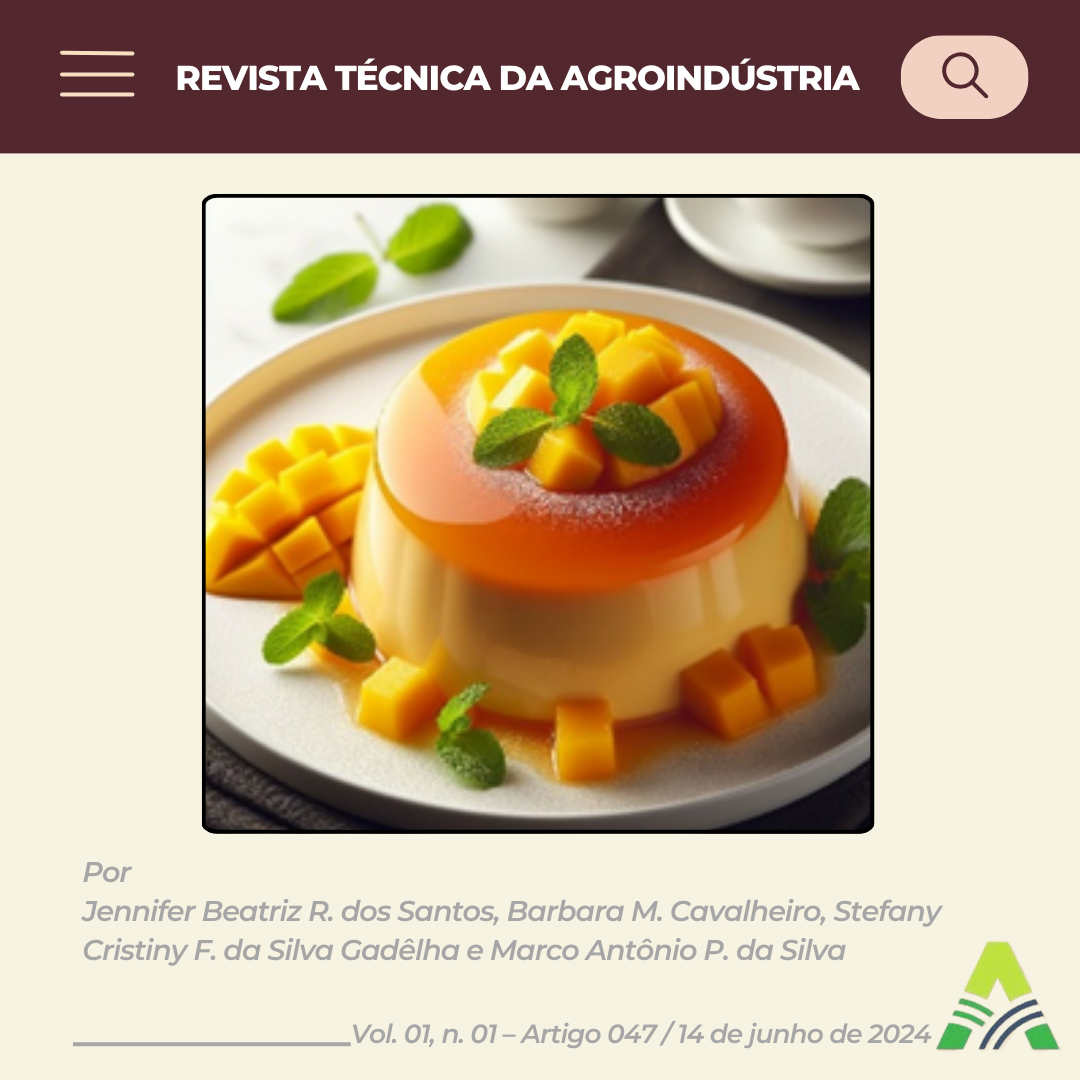 REVISTA TÉCNICA DA AGROINDÚSTRIA
Por
Jennifer Beatriz R. dos Santos, Barbara M. Cavalheiro, Stefany
Cristiny F. da Silva Gadêlha e Marco Antônio P. da Silva
Vol. 01, n. 01 – Artigo 047 / 14 de junho de 2024